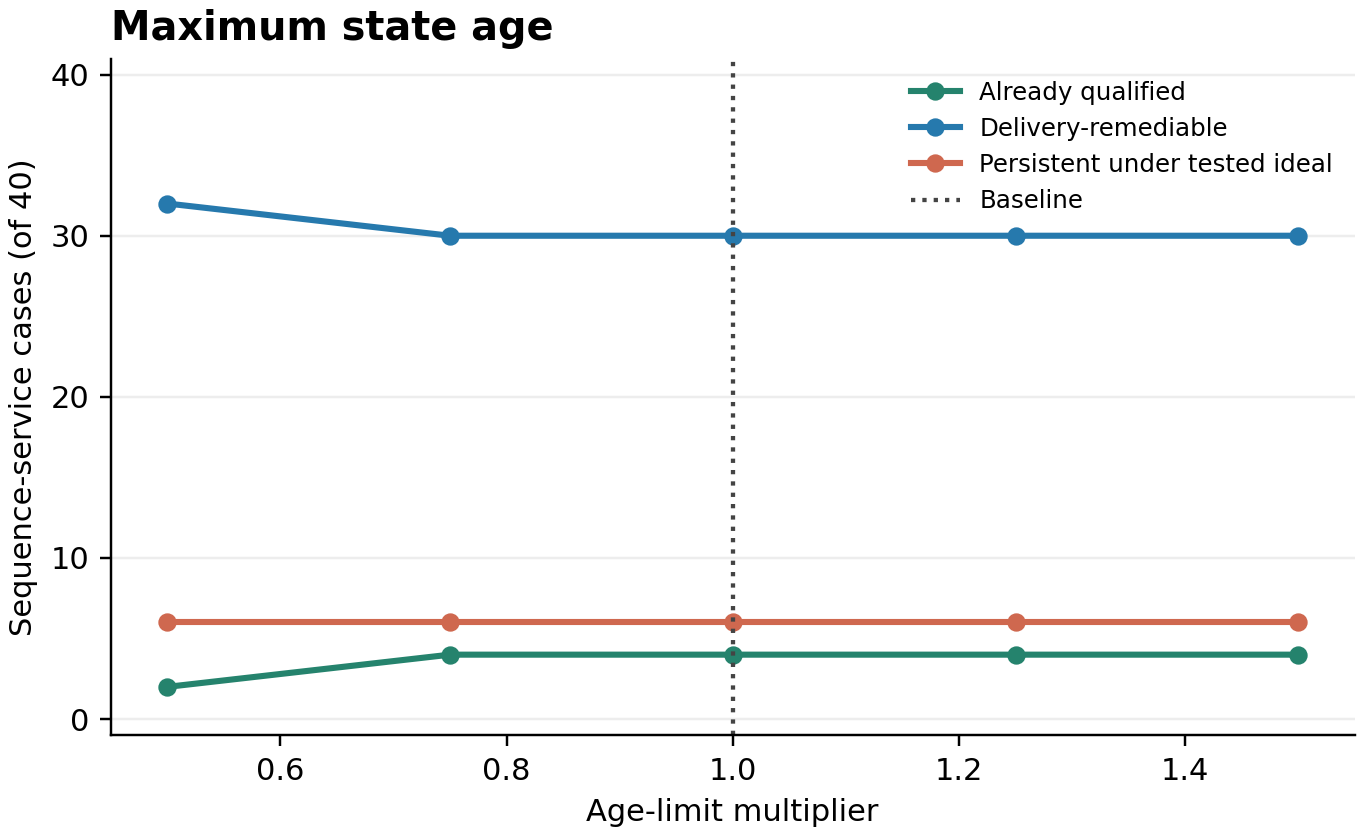 Maximum state age
Sequence-service cases (of 40)
40
30
20
10
0
Already qualified
Delivery-remediable
Persistent under tested ideal
Baseline
0.6 0.8 1.0 1.2 1.4
Age-limit multiplier